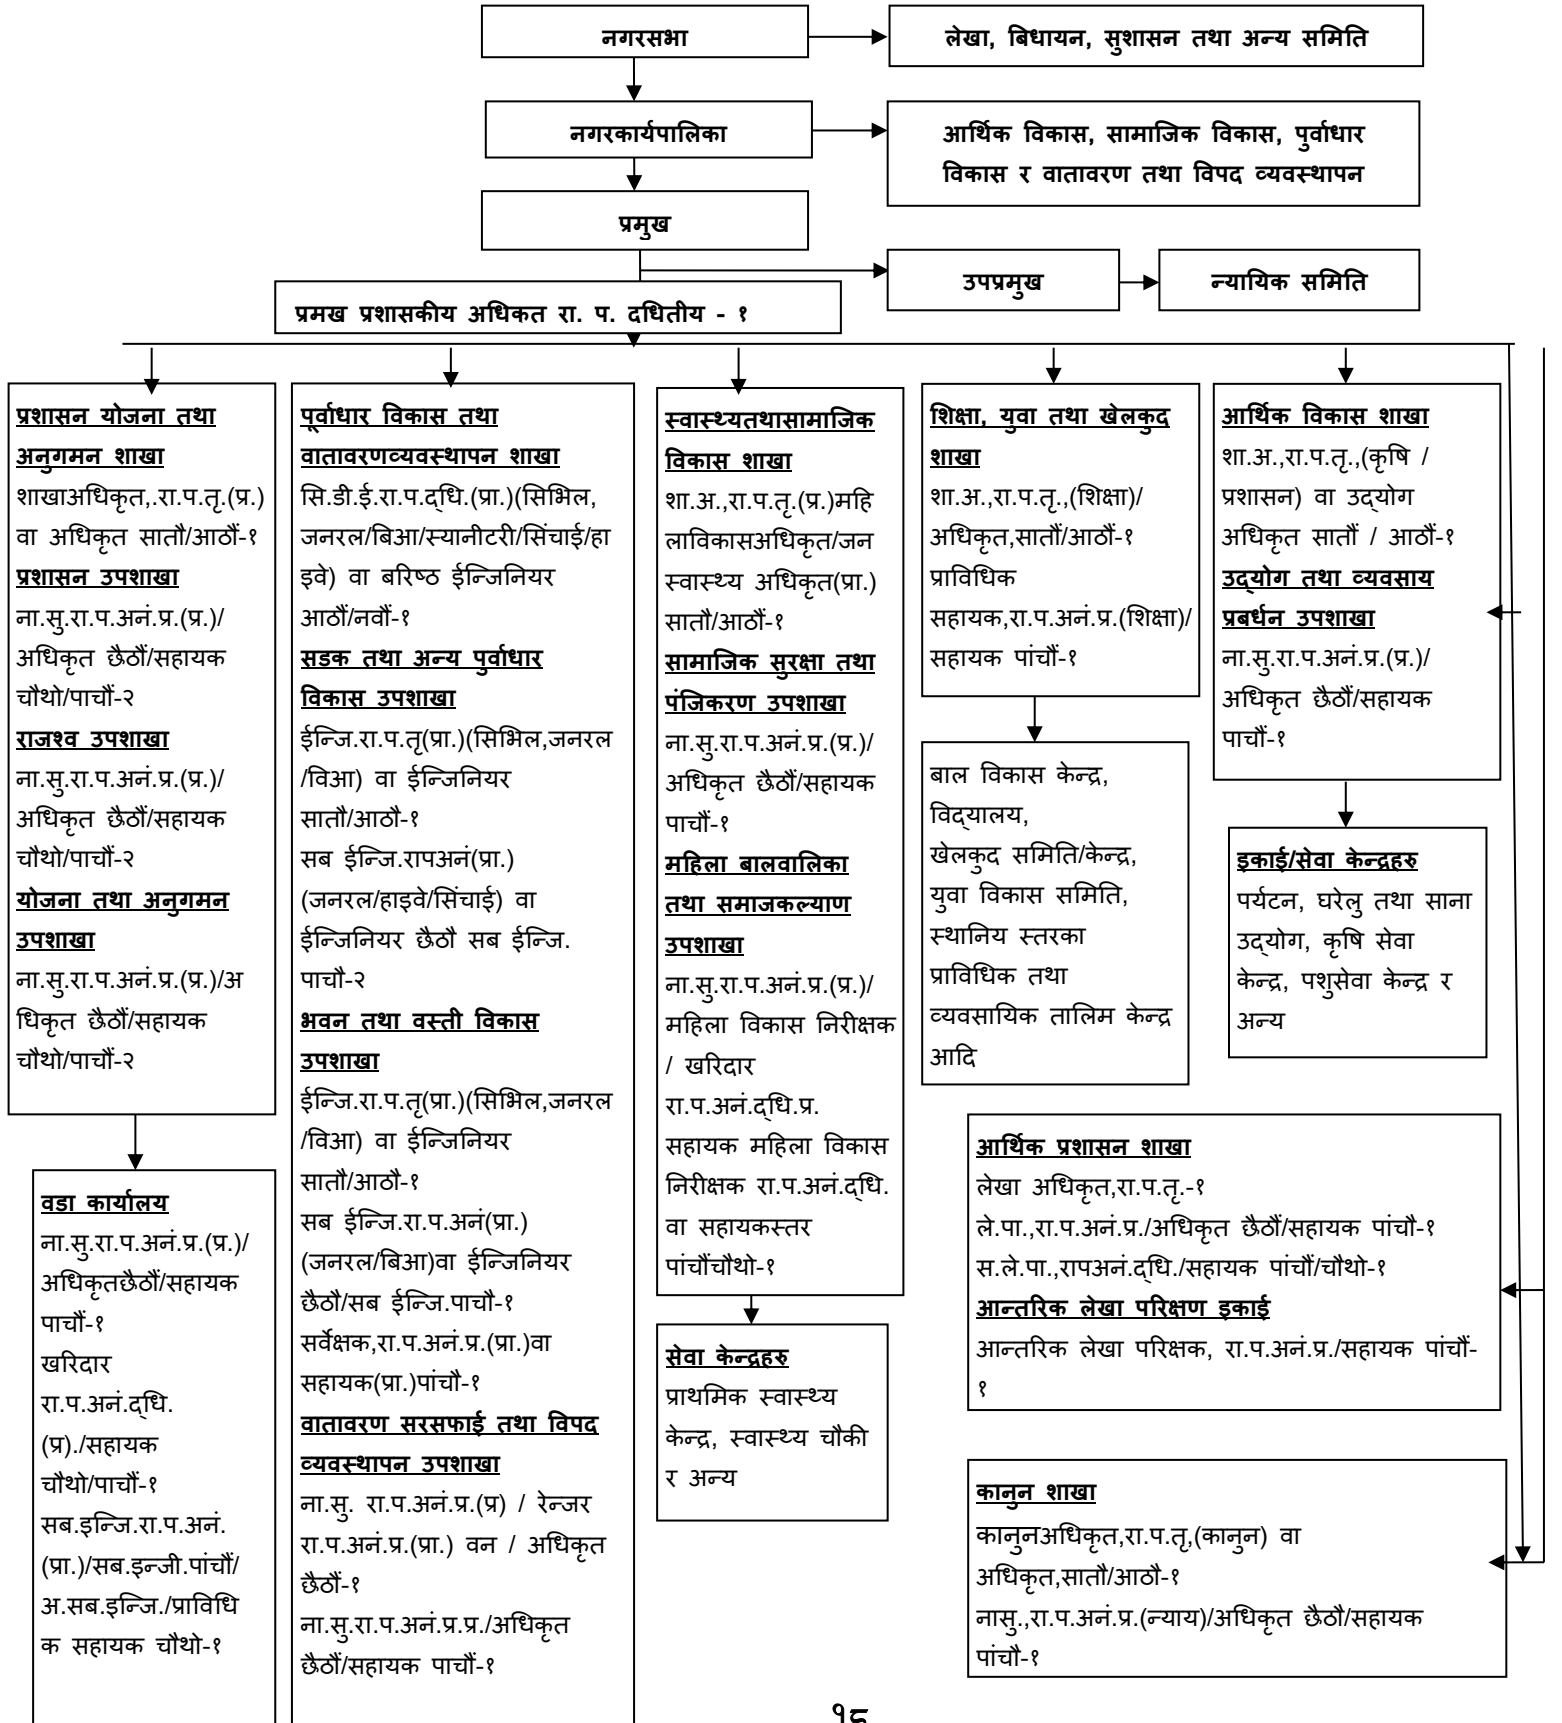 नगरसभा
लेखा, बिधायन, सुशासन तथा अन्य समिति
नगरकार्यपालिका
आर्थिक विकास, सामाजिक विकास, पुर्वाधार
विकास र वातावरण तथा विपद व्यवस्थापन
प्रमुख
उपप्रमुख
न्यायिक समिति
प्रमख प्रशासकीय अधिकत रा. प. दधितीय - १
प्रशासन योजना तथा
अनुगमन शाखा
शाखाअधिकृत,.रा.प.तृ.(प्र.)
वा अधिकृत सातौ/आठौं-१
प्रशासन उपशाखा
ना.सु.रा.प.अनं.प्र.(प्र.)/
अधिकृत छैठौं/सहायक
चौथो/पाचौं-२
राजश्व उपशाखा
ना.सु.रा.प.अनं.प्र.(प्र.)/
अधिकृत छैठौं/सहायक
चौथो/पाचौं-२
योजना तथा अनुगमन
उपशाखा
ना.सु.रा.प.अनं.प्र.(प्र.)/अ
धिकृत छैठौं/सहायक
चौथो/पाचौं-२
वडा कार्यालय
ना.सु.रा.प.अनं.प्र.(प्र.)/
अधिकृतछैठौं/सहायक
पाचौं-१
खरिदार
रा.प.अनं.द्धि.
(प्र)./सहायक
चौथो/पाचौं-१
सब.इन्जि.रा.प.अनं.
(प्रा.)/सब.इन्जी.पांचौं/
अ.सब.इन्जि./प्राविधि
क सहायक चौथो-१
पूर्वाधार विकास तथा
वातावरणव्यवस्थापन शाखा
सि.डी.ई.रा.प.द्धि.(प्रा.)(सिभिल,
जनरल/बिआ/स्यानीटरी/सिंचाई/हा
इवे) वा बरिष्ठ ईन्जिनियर
आठौं/नवौं-१
सडक तथा अन्य पुर्वाधार
विकास उपशाखा
ईन्जि.रा.प.तृ(प्रा.)(सिभिल,जनरल
/विआ) वा ईन्जिनियर
सातौ/आठौ-१
सब ईन्जि.रापअनं(प्रा.)
(जनरल/हाइवे/सिंचाई) वा
ईन्जिनियर छैठौ सब ईन्जि.
पाचौ-२
भवन तथा वस्ती विकास
उपशाखा
ईन्जि.रा.प.तृ(प्रा.)(सिभिल,जनरल
/विआ) वा ईन्जिनियर
सातौ/आठौ-१
सब ईन्जि.रा.प.अनं(प्रा.)
(जनरल/बिआ)वा ईन्जिनियर
छैठौ/सब ईन्जि.पाचौ-१
सर्वेक्षक,रा.प.अनं.प्र.(प्रा.)वा
सहायक(प्रा.)पांचौ-१
वातावरण सरसफाई तथा विपद
व्यवस्थापन उपशाखा
ना.सु. रा.प.अनं.प्र.(प्र) / रेन्जर
रा.प.अनं.प्र.(प्रा.) वन / अधिकृत
छैठौं-१
ना.सु.रा.प.अनं.प्र.प्र./अधिकृत
छैठौं/सहायक पाचौं-१
स्वास्थ्यतथासामाजिक
विकास शाखा
शा.अ.,रा.प.तृ.(प्र.)महि
लाविकासअधिकृत/जन
स्वास्थ्य अधिकृत(प्रा.)
सातौ/आठौं-१
सामाजिक सुरक्षा तथा
पंजिकरण उपशाखा
ना.सु.रा.प.अनं.प्र.(प्र.)/
अधिकृत छैठौं/सहायक
पाचौं-१
महिला बालवालिका
तथा समाजकल्याण
उपशाखा
ना.सु.रा.प.अनं.प्र.(प्र.)/
महिला विकास निरीक्षक
/ खरिदार
रा.प.अनं.द्धि.प्र.
सहायक महिला विकास
निरीक्षक रा.प.अनं.द्धि.
वा सहायकस्तर
पांचौंचौथो-१
सेवा केन्द्रहरु
प्राथमिक स्वास्थ्य
केन्द्र, स्वास्थ्य चौकी
र अन्य
शिक्षा, युवा तथा खेलकुद
शाखा
शा.अ.,रा.प.तृ.,(शिक्षा)/
अधिकृत,सातौं/आठौं-१
प्राविधिक
सहायक,रा.प.अनं.प्र.(शिक्षा)/
सहायक पांचौं-१
बाल विकास केन्द्र,
विद्यालय,
खेलकुद समिति/केन्द्र,
युवा विकास समिति,
स्थानिय स्तरका
प्राविधिक तथा
व्यवसायिक तालिम केन्द्र
आदि
आर्थिक विकास शाखा
शा.अ.,रा.प.तृ.,(कृषि /
प्रशासन) वा उद्योग
अधिकृत सातौं / आठौं-१
उद्योग तथा व्यवसाय
प्रबर्धन उपशाखा
ना.सु.रा.प.अनं.प्र.(प्र.)/
अधिकृत छैठौं/सहायक
पाचौं-१
इकाई/सेवा केन्द्रहरु
पर्यटन, घरेलु तथा साना
उद्योग, कृषि सेवा
केन्द्र, पशुसेवा केन्द्र र
अन्य
आर्थिक प्रशासन शाखा
लेखा अधिकृत,रा.प.तृ.-१
ले.पा.,रा.प.अनं.प्र./अधिकृत छैठौं/सहायक पांचौ-१
स.ले.पा.,रापअनं.द्धि./सहायक पांचौं/चौथो-१
आन्तरिक लेखा परिक्षण इकाई
आन्तरिक लेखा परिक्षक, रा.प.अनं.प्र./सहायक पांचौं-
१
कानुन शाखा
कानुनअधिकृत,रा.प.तृ,(कानुन) वा
अधिकृत,सातौ/आठौ-१
नासु.,रा.प.अनं.प्र.(न्याय)/अधिकृत छैठौ/सहायक
पांचौ-१